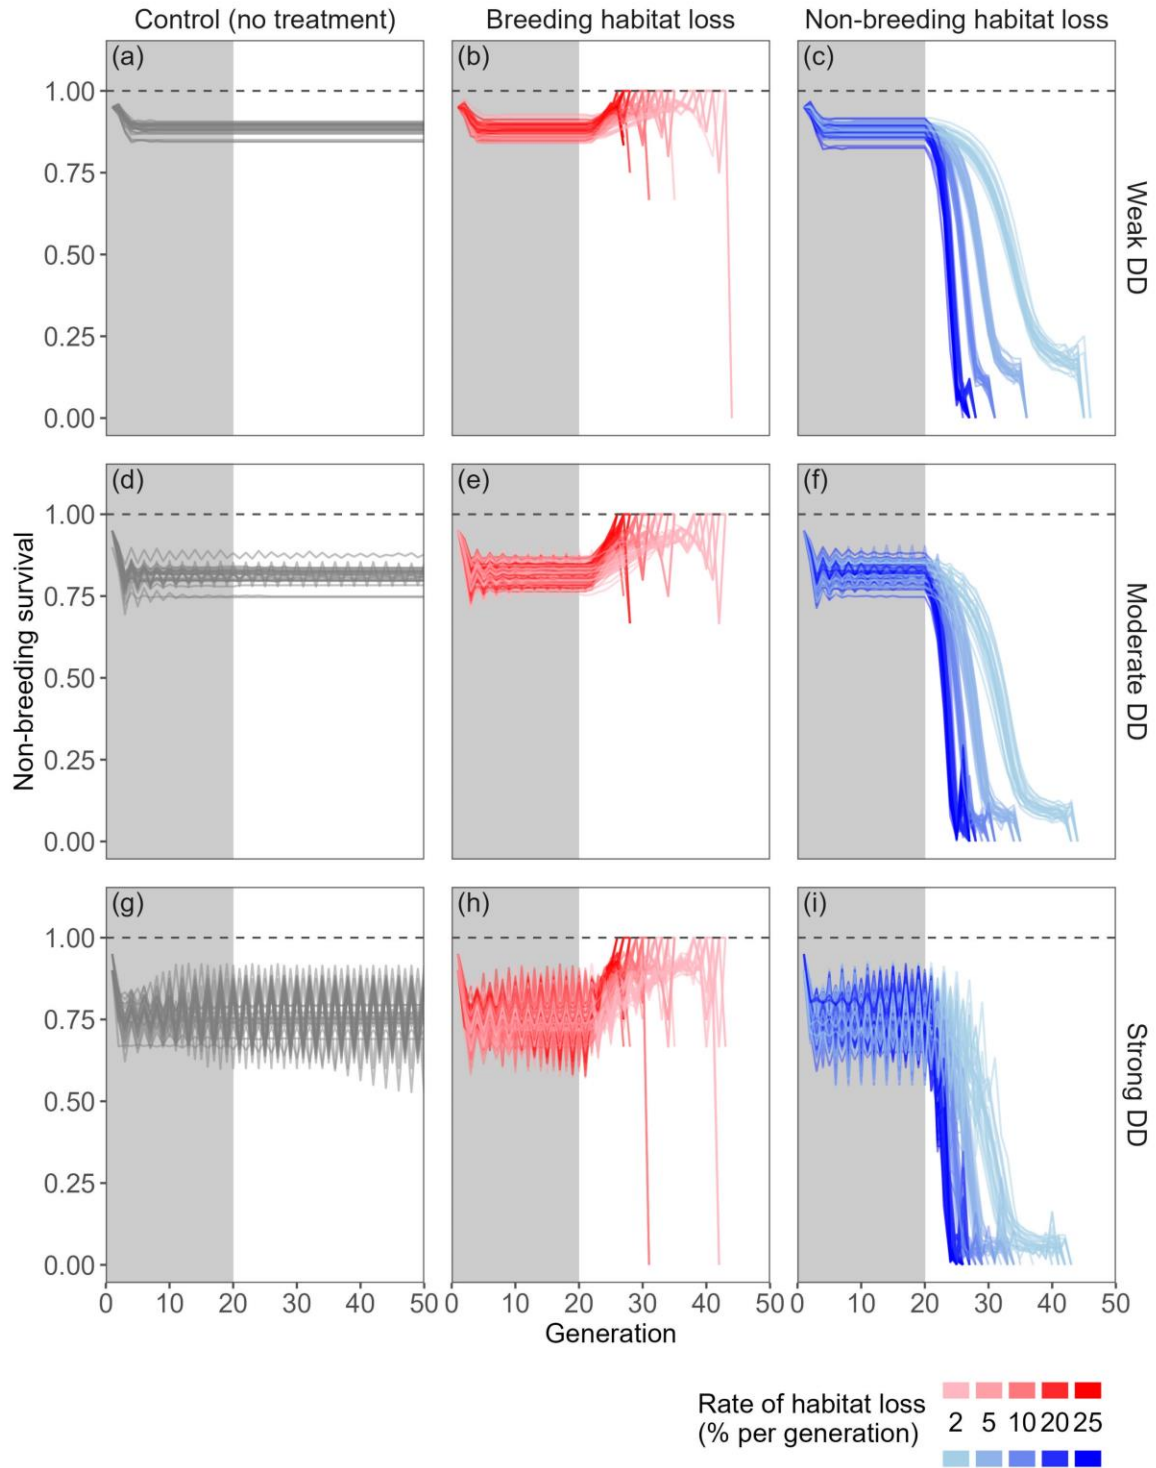 Control (no treatment) Breeding habitat loss Non-breeding habitat loss
(a) (b) (c)
1.00
0.75
0.50
0.25
0.00
Weak DD
(d) (e) (f)
1.00
0.75
0.50
0.25
0.00
Moderate DD
Non-breeding survival
(g) (h) (i)
1.00
0.75
0.50
0.25
0.00
Strong DD
0 10 20 30 40 50 0 10 20 30 40 50 0 10 20 30 40 50
Generation
Rate of habitat loss
(% per generation)
2 5 10 20 25